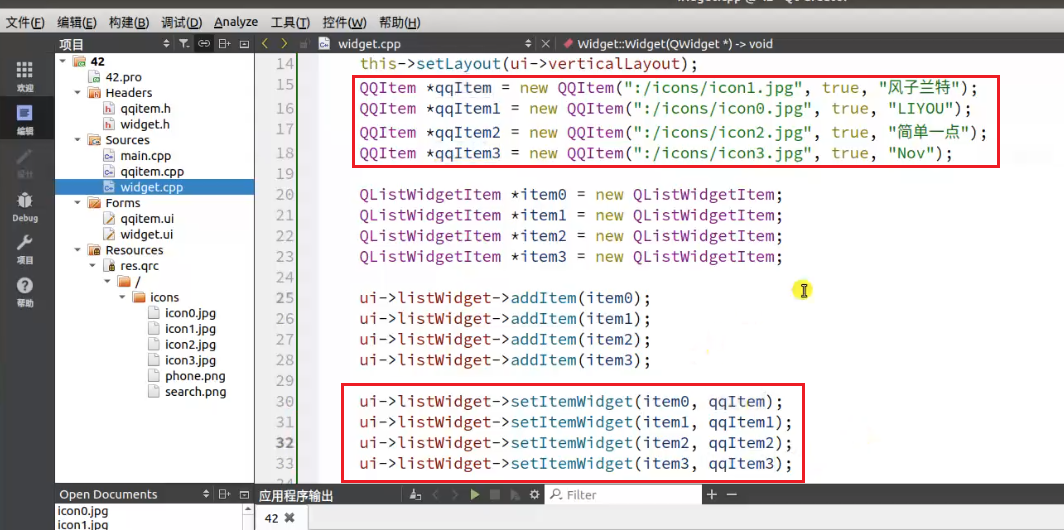 文件(F) 编辑(E) 构建(B) 调试(D) Analyze 工具(T) 控件(W) 帮助(H)
项目
widget.cpp
Widget::Widget(QWidget *) -> void
欢迎
编辑
设计
Debug
项目
帮助
42
42.pro
Headers
qqitem.h
widget.h
Sources
main.cpp
qqitem.cpp
widget.cpp
Forms
qqitem.ui
widget.ui
Resources
res.qrc
/
icons
icon0.jpg
icon1.jpg
icon2.jpg
icon3.jpg
phone.png
search.png
14 this->setLayout(ui->verticalLayout);
15 QQItem *qqItem = new QQItem(":/icons/icon1.jpg", true, "风子兰特");
16 QQItem *qqItem1 = new QQItem(":/icons/icon0.jpg", true, "LIYOU");
17 QQItem *qqItem2 = new QQItem(":/icons/icon2.jpg", true, "简单一点");
18 QQItem *qqItem3 = new QQItem(":/icons/icon3.jpg", true, "Nov");
19
20 QListWidgetItem *item0 = new QListWidgetItem;
21 QListWidgetItem *item1 = new QListWidgetItem;
22 QListWidgetItem *item2 = new QListWidgetItem;
23 QListWidgetItem *item3 = new QListWidgetItem;
24
25 ui->listWidget->addItem(item0);
26 ui->listWidget->addItem(item1);
27 ui->listWidget->addItem(item2);
28 ui->listWidget->addItem(item3);
29
30 ui->listWidget->setItemWidget(item0, qqItem);
31 ui->listWidget->setItemWidget(item1, qqItem1);
32 ui->listWidget->setItemWidget(item2, qqItem2);
33 ui->listWidget->setItemWidget(item3, qqItem3);
Open Documents
icon0.jpg
icon1.jpg
应用程序输出
Filter
42